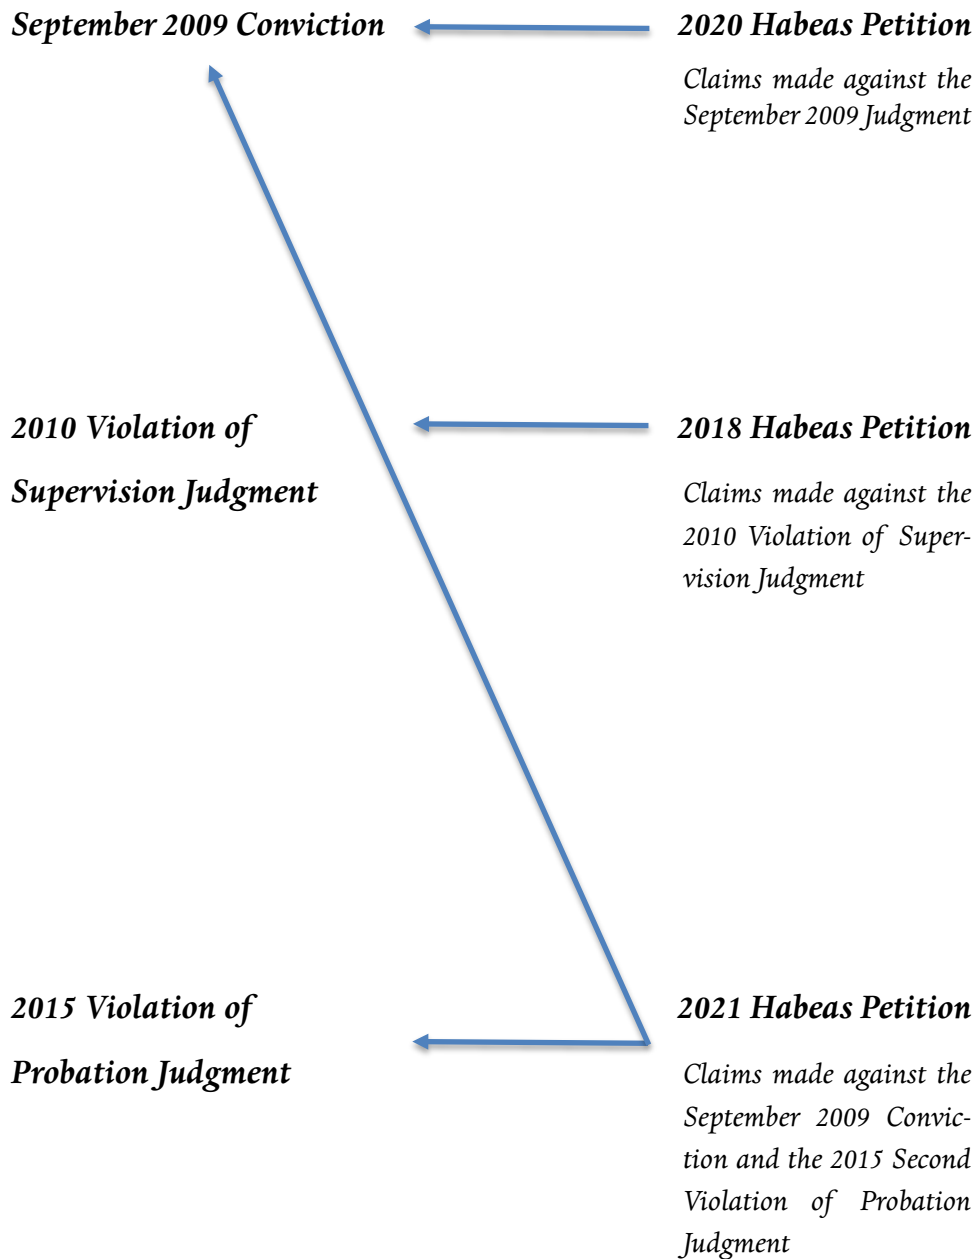 September 2009 Conviction
2020 Habeas Petition
Claims made against the
September 2009 Judgment
2010 Violation of
Supervision Judgment
2018 Habeas Petition
Claims made against the
2010 Violation of Super-
vision Judgment
2015 Violation of
Probation Judgment
2021 Habeas Petition
Claims made against the
September 2009 Convic-
tion and the 2015 Second
Violation of Probation
Judgment